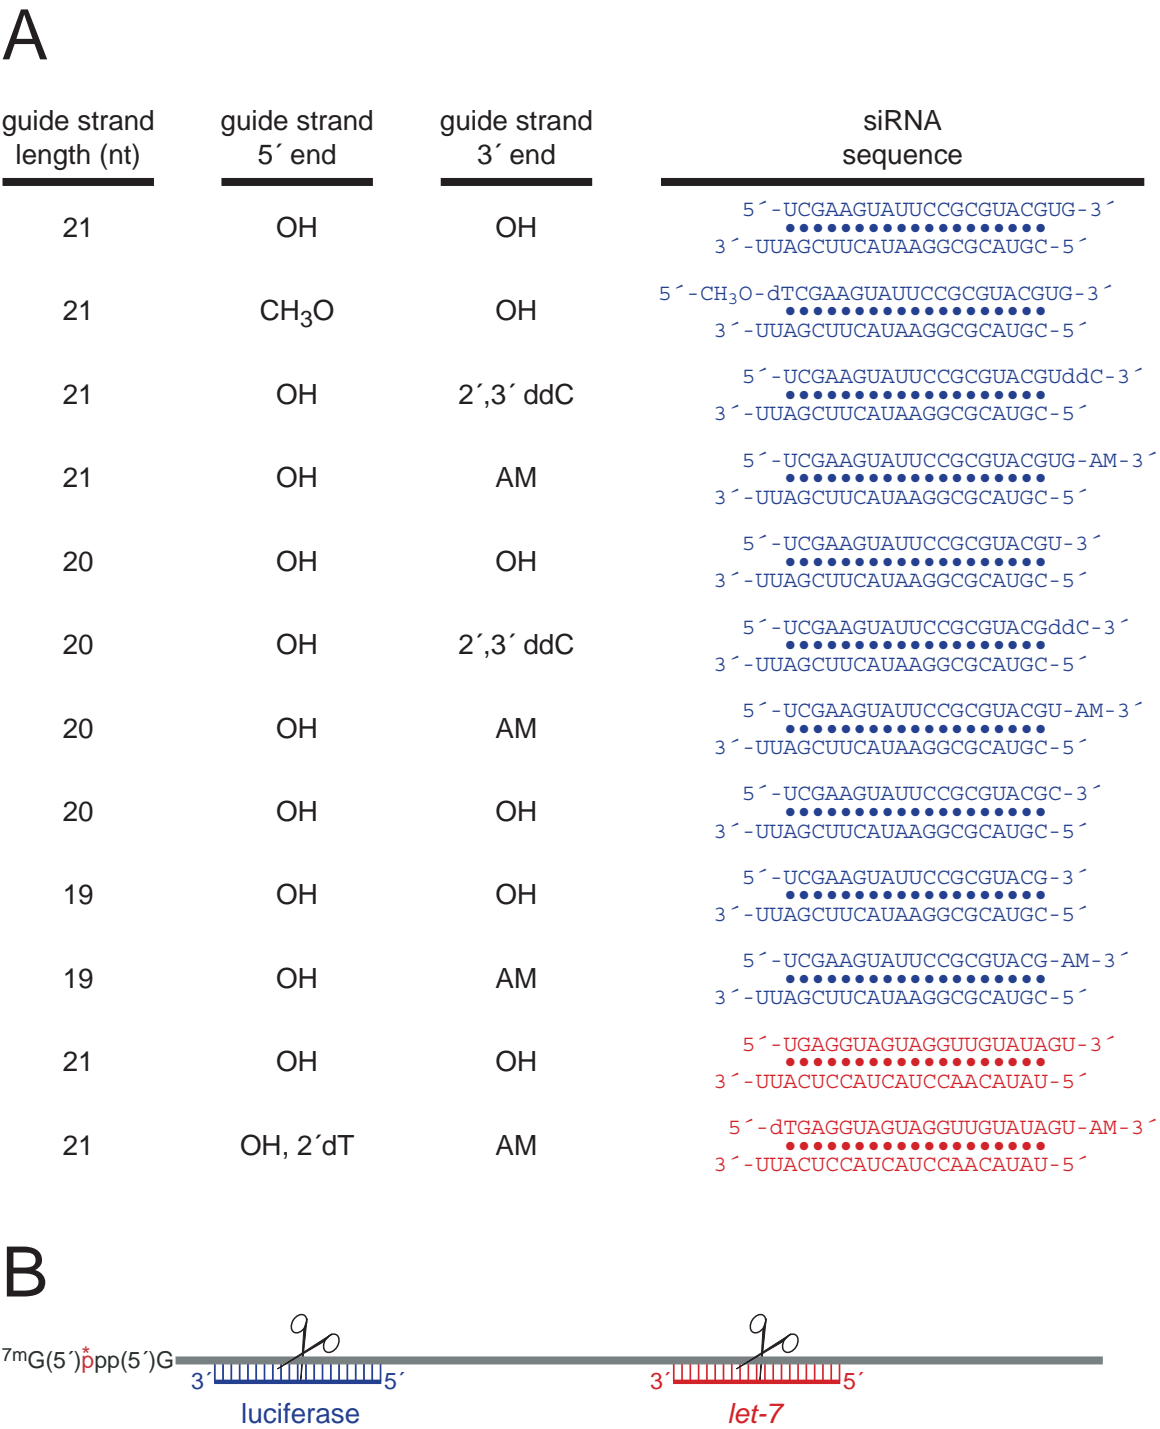 A
guide strand length (nt)
guide strand 5´ end
guide strand 3´ end
siRNA sequence
21 OH OH
5´-UCGAAGUAUUCCGCGUACGUG-3´
3´-UUAGCUUCAUAAGGCGCAUGC-5´
21 CH₃O OH
5´-CH₃O-dTCGAAGUAUUCCGCGUACGUG-3´
3´-UUAGCUUCAUAAGGCGCAUGC-5´
21 OH 2´,3´ ddC
5´-UCGAAGUAUUCCGCGUACGUddC-3´
3´-UUAGCUUCAUAAGGCGCAUGC-5´
21 OH AM
5´-UCGAAGUAUUCCGCGUACGUG-AM-3´
3´-UUAGCUUCAUAAGGCGCAUGC-5´
20 OH OH
5´-UCGAAGUAUUCCGCGUACGU-3´
3´-UUAGCUUCAUAAGGCGCAUGC-5´
20 OH 2´,3´ ddC
5´-UCGAAGUAUUCCGCGUACGddC-3´
3´-UUAGCUUCAUAAGGCGCAUGC-5´
20 OH AM
5´-UCGAAGUAUUCCGCGUACGU-AM-3´
3´-UUAGCUUCAUAAGGCGCAUGC-5´
20 OH OH
5´-UCGAAGUAUUCCGCGUACGC-3´
3´-UUAGCUUCAUAAGGCGCAUGC-5´
19 OH OH
5´-UCGAAGUAUUCCGCGUACG-3´
3´-UUAGCUUCAUAAGGCGCAUGC-5´
19 OH AM
5´-UCGAAGUAUUCCGCGUACG-AM-3´
3´-UUAGCUUCAUAAGGCGCAUGC-5´
21 OH OH
5´-UGAGGUAGUAGGUUGUAUAGU-3´
3´-UUACUCCAUCAUCCAACAUAU-5´
21 OH, 2´dT AM
5´-dTGAGGUAGUAGGUUGUAUAGU-AM-3´
3´-UUACUCCAUCAUCCAACAUAU-5´
B
⁷ᵐG(5´)p*pp(5´)G
3´ 5´ 3´ 5´
luciferase let-7